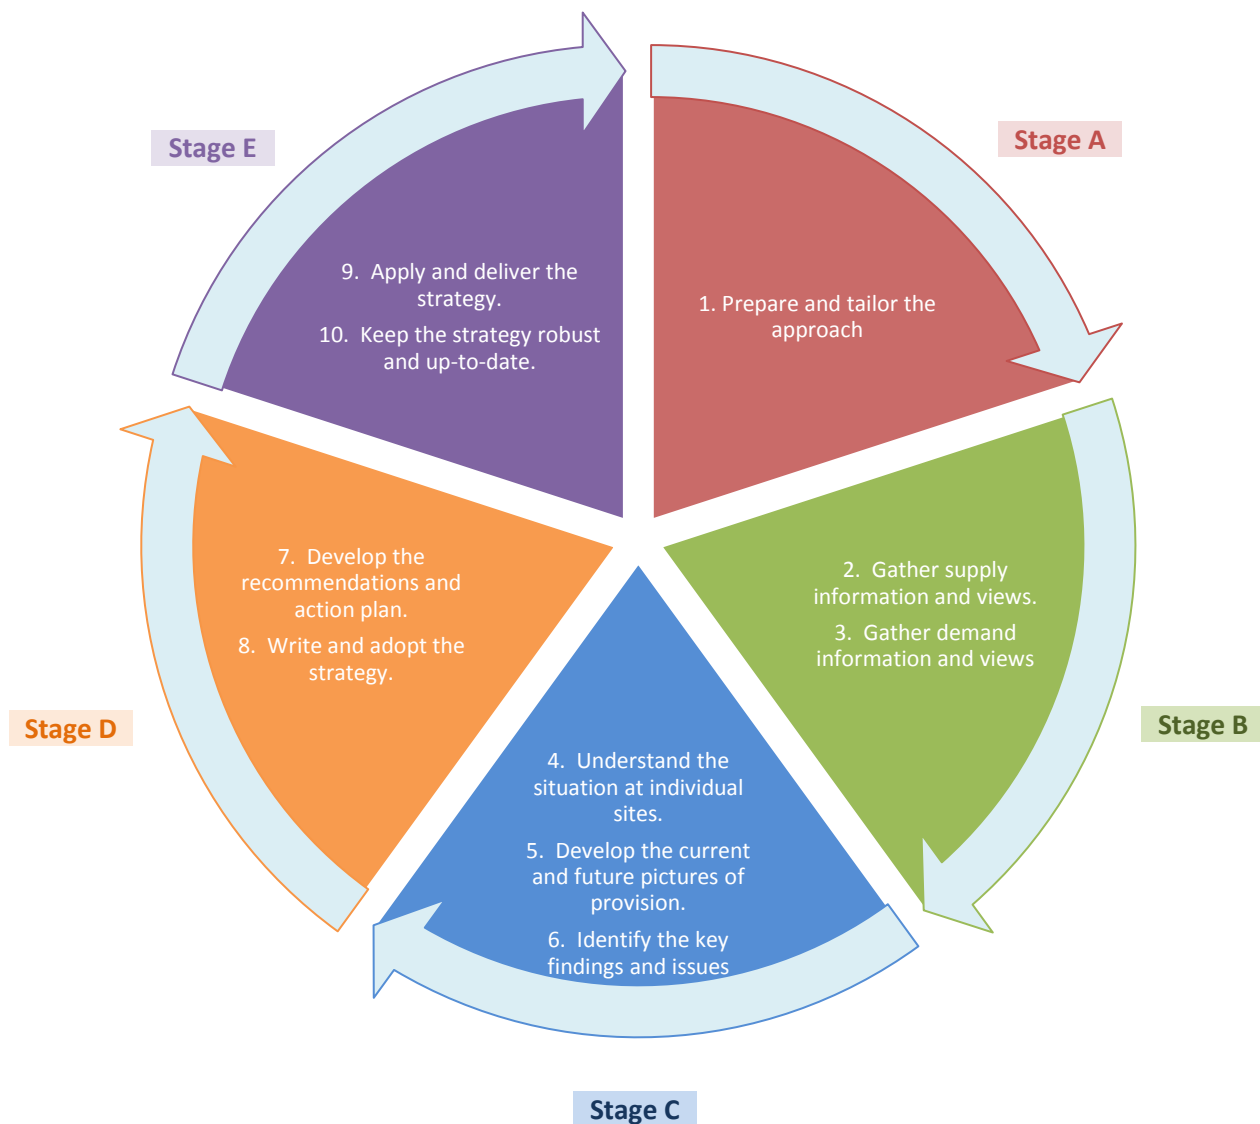 Stage A
1. Prepare and tailor the
approach
Stage B
2.  Gather supply
information and views.
3.  Gather demand
information and views
Stage C
4.  Understand the
situation at individual
sites.
5.  Develop the current
and future pictures of
provision.
6.  Identify the key
findings and issues
Stage D
7.  Develop the
recommendations and
action plan.
8.  Write and adopt the
strategy.
Stage E
9.  Apply and deliver the
strategy.
10.  Keep the strategy robust
and up-to-date.